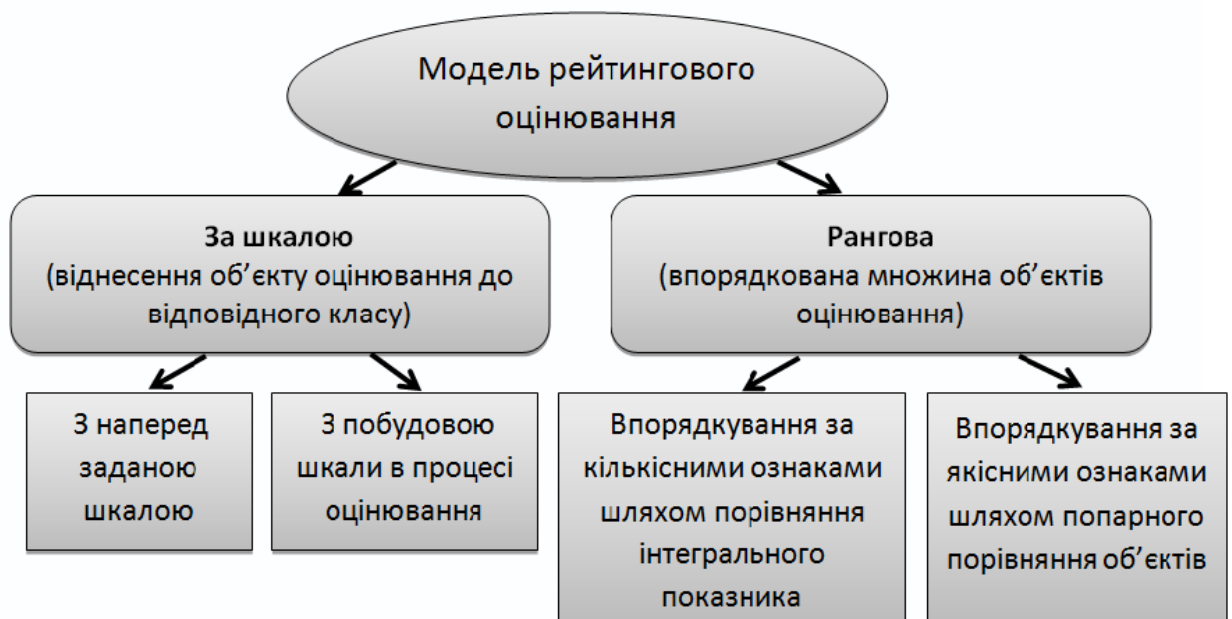 Модель рейтингового
оцінювання
За шкалою
(віднесення об’єкту оцінювання до
відповідного класу)
Рангова
(впорядкована множина об’єктів
оцінювання)
З наперед
заданою
шкалою
З побудовою
шкали в процесі
оцінювання
Впорядкування за
кількісними ознаками
шляхом порівняння
інтегрального
показника
Впорядкування за
якісними ознаками
шляхом попарного
порівняння об’єктів